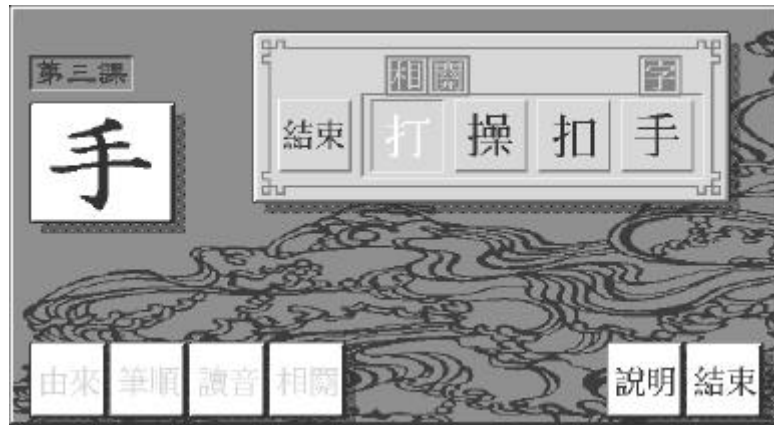 第三課
手
相關 字
結束 打 操 扣 手
由來 筆順 讀音 相關 說明 結束